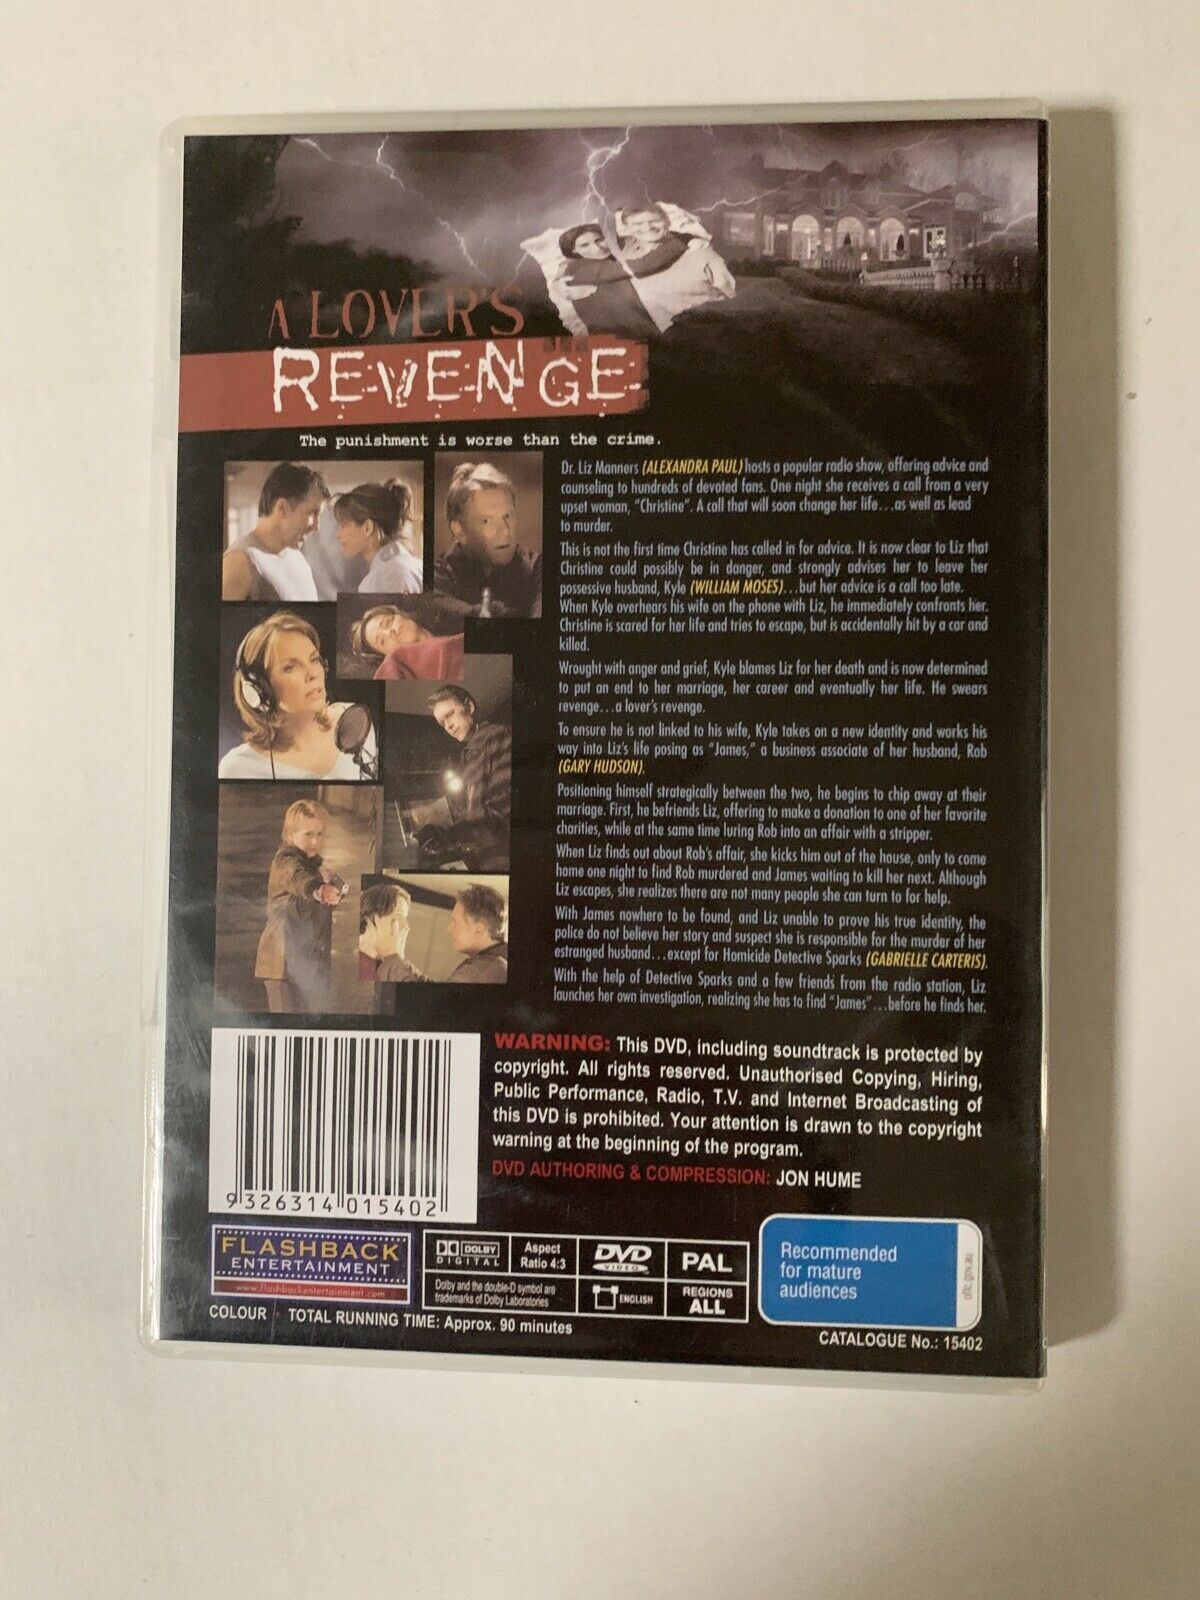 A LOVER'S
REVENGE
The punishment is worse than the crime.
Dr. Liz Manners (ALEXANDRA PAUL) hosts a popular radio show, offering advice and
counseling to hundreds of devoted fans. One night she receives a call from a very
upset woman, "Christine". A call that will soon change her life...as well as lead
to murder.
This is not the first time Christine has called in for advice. It is now clear to Liz that
Christine could possibly be in danger, and strongly advises her to leave her
possessive husband, Kyle (WILLIAM MOSES)...but her advice is a call too late.
When Kyle overhears his wife on the phone with Liz, he immediately confronts her.
Christine is scared for her life and tries to escape, but is accidentally hit by a car and
killed.
Wrought with anger and grief, Kyle blames Liz for her death and is now determined
to put an end to her marriage, her career and eventually her life. He swears
revenge...a lover's revenge.
To ensure he is not linked to his wife, Kyle takes on a new identity and works his
way into Liz's life posing as "James," a business associate of her husband, Rob
(GARY HUDSON).
Positioning himself strategically between the two, he begins to chip away at their
marriage. First, he befriends Liz, offering to make a donation to one of her favorite
charities, while at the same time luring Rob into an affair with a stripper.
When Liz finds out about Rob's affair, she kicks him out of the house, only to come
home one night to find Rob murdered and James waiting to kill her next. Although
Liz escapes, she realizes there are not many people she can turn to for help.
With James nowhere to be found, and Liz unable to prove his true identity, the
police do not believe her story and suspect she is responsible for the murder of her
estranged husband...except for Homicide Detective Sparks (GABRIELLE CARTERIS).
With the help of Detective Sparks and a few friends from the radio station, Liz
launches her own investigation, realizing she has to find "James"...before he finds her.
WARNING: This DVD, including soundtrack is protected by
copyright. All rights reserved. Unauthorised Copying, Hiring,
Public Performance, Radio, T.V. and Internet Broadcasting of
this DVD is prohibited. Your attention is drawn to the copyright
warning at the beginning of the program.
DVD AUTHORING & COMPRESSION: JON HUME
9 326314 015402
FLASHBACK
ENTERTAINMENT
www.flashbackentertainment.com
DOLBY
DIGITAL
Aspect
Ratio 4:3
DVD
VIDEO
PAL
Dolby and the double-D symbol are
trademarks of Dolby Laboratories
ENGLISH
REGIONS
ALL
Recommended
for mature
audiences
oflc.gov.au
COLOUR · TOTAL RUNNING TIME: Approx. 90 minutes
CATALOGUE No.: 15402